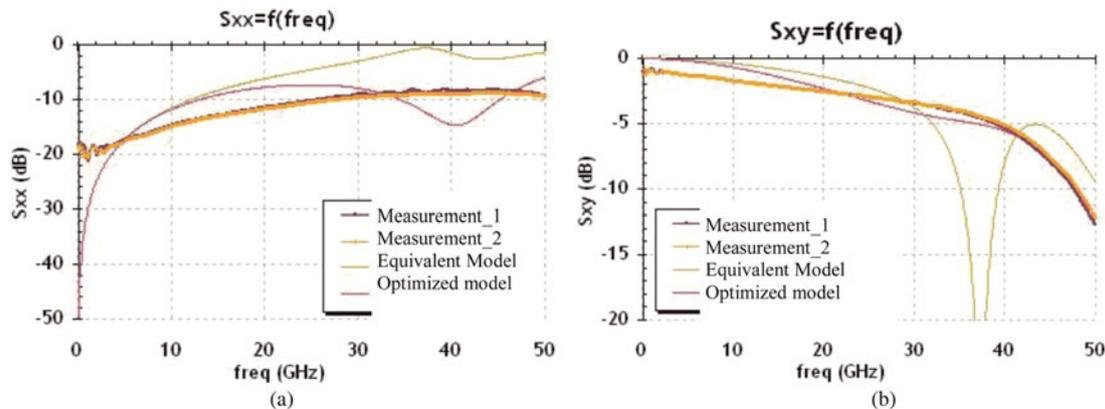 Sxx=f(freq)
0
-10
-20
-30
-40
-50
Sxx (dB)
Measurement_1
Measurement_2
Equivalent Model
Optimized model
0 10 20 30 40 50
freq (GHz)
(a)
Sxy=f(freq)
0
-5
-10
-15
-20
Sxy (dB)
Measurement_1
Measurement_2
Equivalent Model
Optimized model
0 10 20 30 40 50
freq (GHz)
(b)